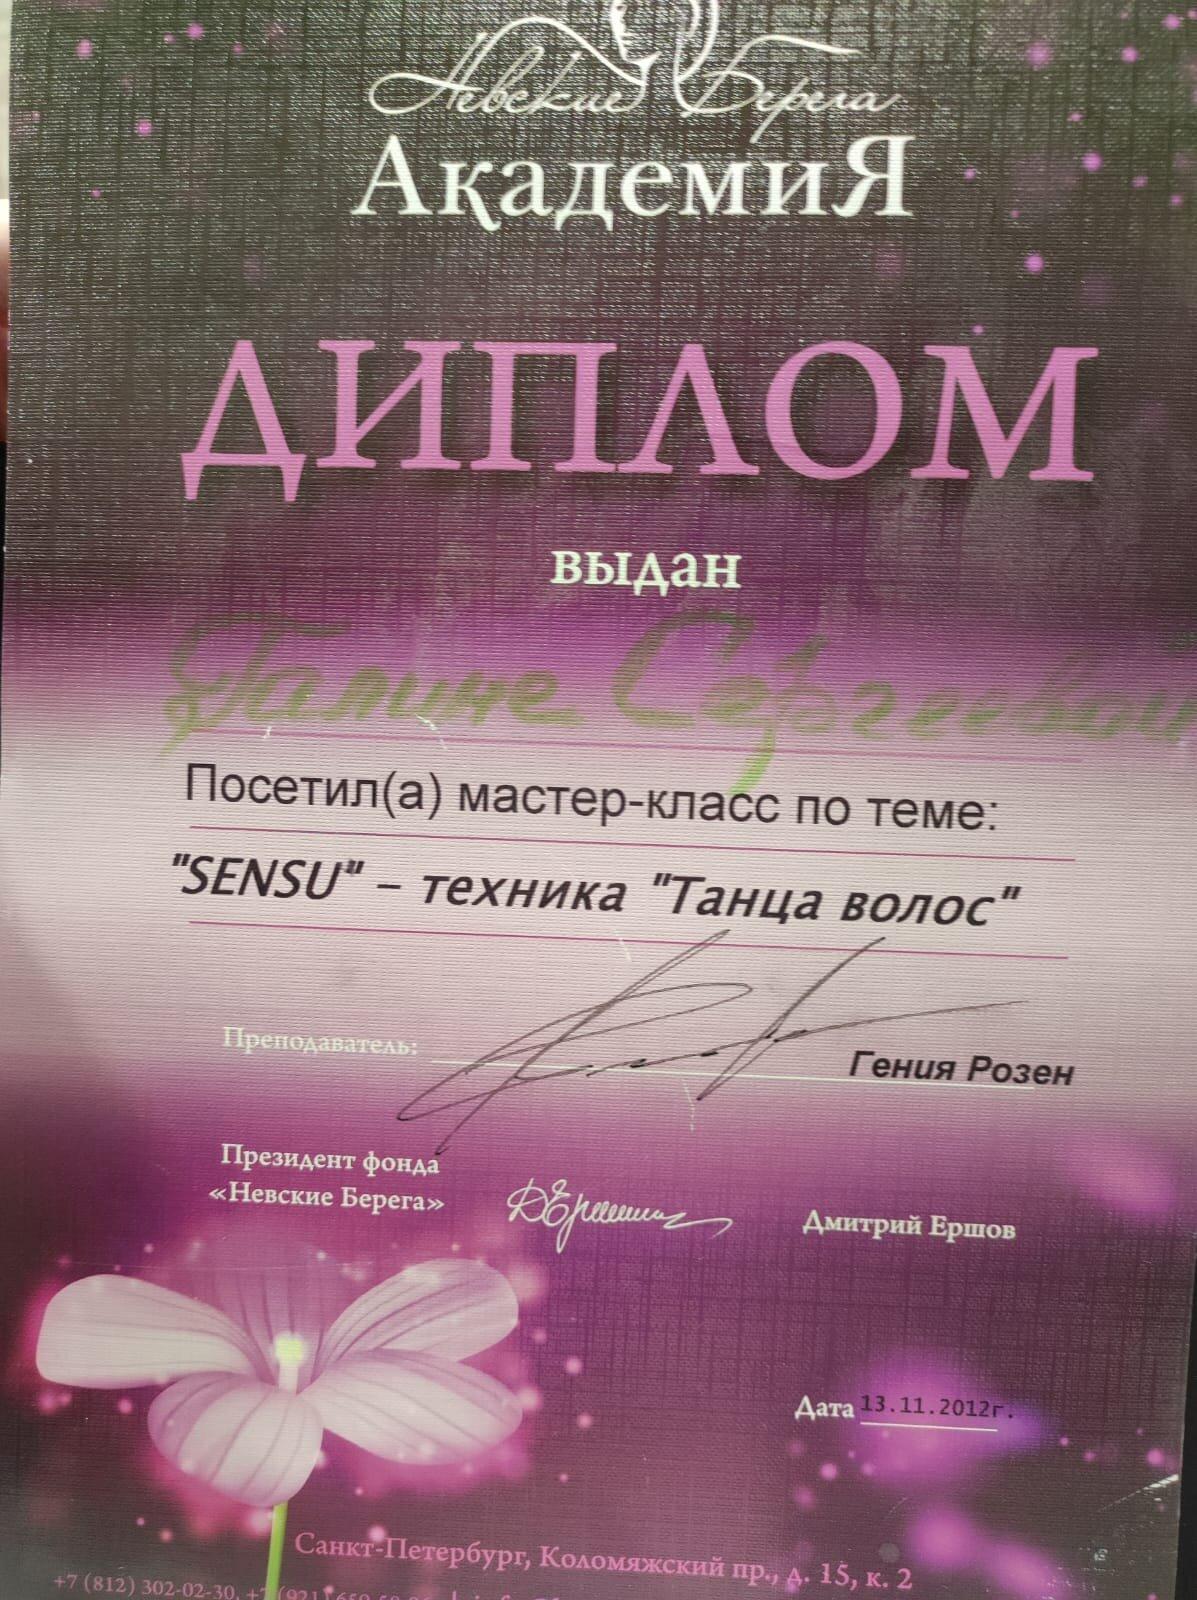 Невские Берега
АкадемиЯ
ДИПЛОМ
выдан
Галине Сергеевой
Посетил(а) мастер-класс по теме:
"SENSU" – техника "Танца волос"
Преподаватель:
Гения Розен
Президент фонда
«Невские Берега»
Дмитрий Ершов
Дата 13.11.2012г.
Санкт-Петербург, Коломяжский пр., д. 15, к. 2
+7 (812) 302-02-30,